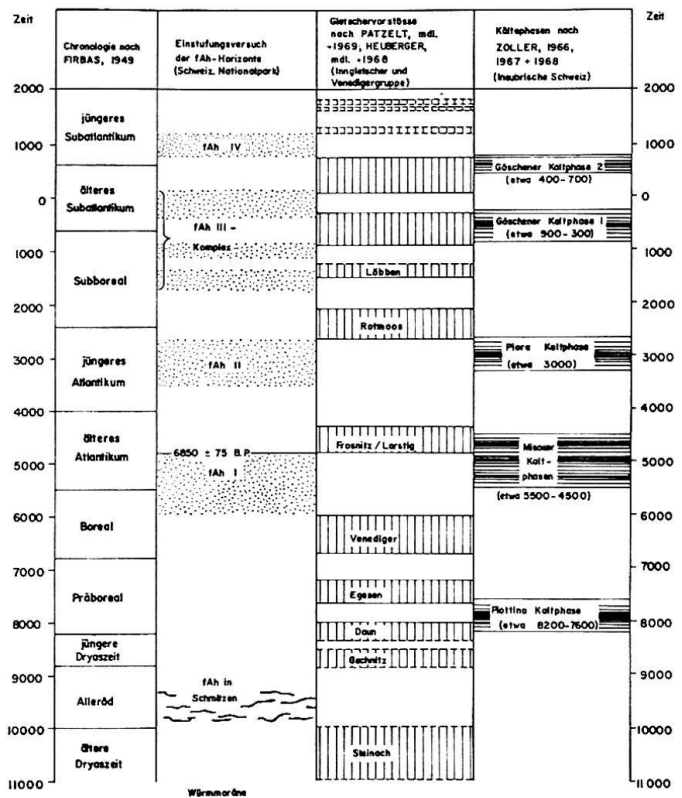 Zeit
Chronologie nach
FIRBAS, 1949
Einstufungsversuch
der fAh-Horizonte
(Schweiz. Nationalpark)
Gletschervorstösse
nach PATZELT, mdl.
-1969; HEUBERGER,
mdl. +1968
(Inngletscher und
Venedigergruppe)
Kältephasen nach
ZOLLER, 1966,
1967 + 1968
(Insubrische Schweiz)
Zeit
2000
1000
0
1000
2000
3000
4000
5000
6000
7000
8000
9000
10000
11000
jüngeres
Subatlantikum
älteres
Subatlantikum
Subboreal
jüngeres
Atlantikum
älteres
Atlantikum
Boreal
Präboreal
jüngere
Dryaszeit
Alleröd
ältere
Dryaszeit
fAh IV
fAh III -
Komplex
fAh II
6850 ± 75 B.P.
fAh I
fAh in
Schmitzen
Würmmoräne
Löbben
Rotmoos
Frosnitz / Larstig
Venediger
Egesen
Daun
Gschnitz
Steinach
Göschener Kaltphase 2
(etwa 400-700)
Göschener Kaltphase 1
(etwa 900-300)
Piora Kaltphase
(etwa 3000)
Misoxer
Kalt-
phasen
(etwa 5500-4500)
Piottino Kaltphase
(etwa 8200-7600)
2000
1000
0
1000
2000
3000
4000
5000
6000
7000
8000
9000
10000
11000